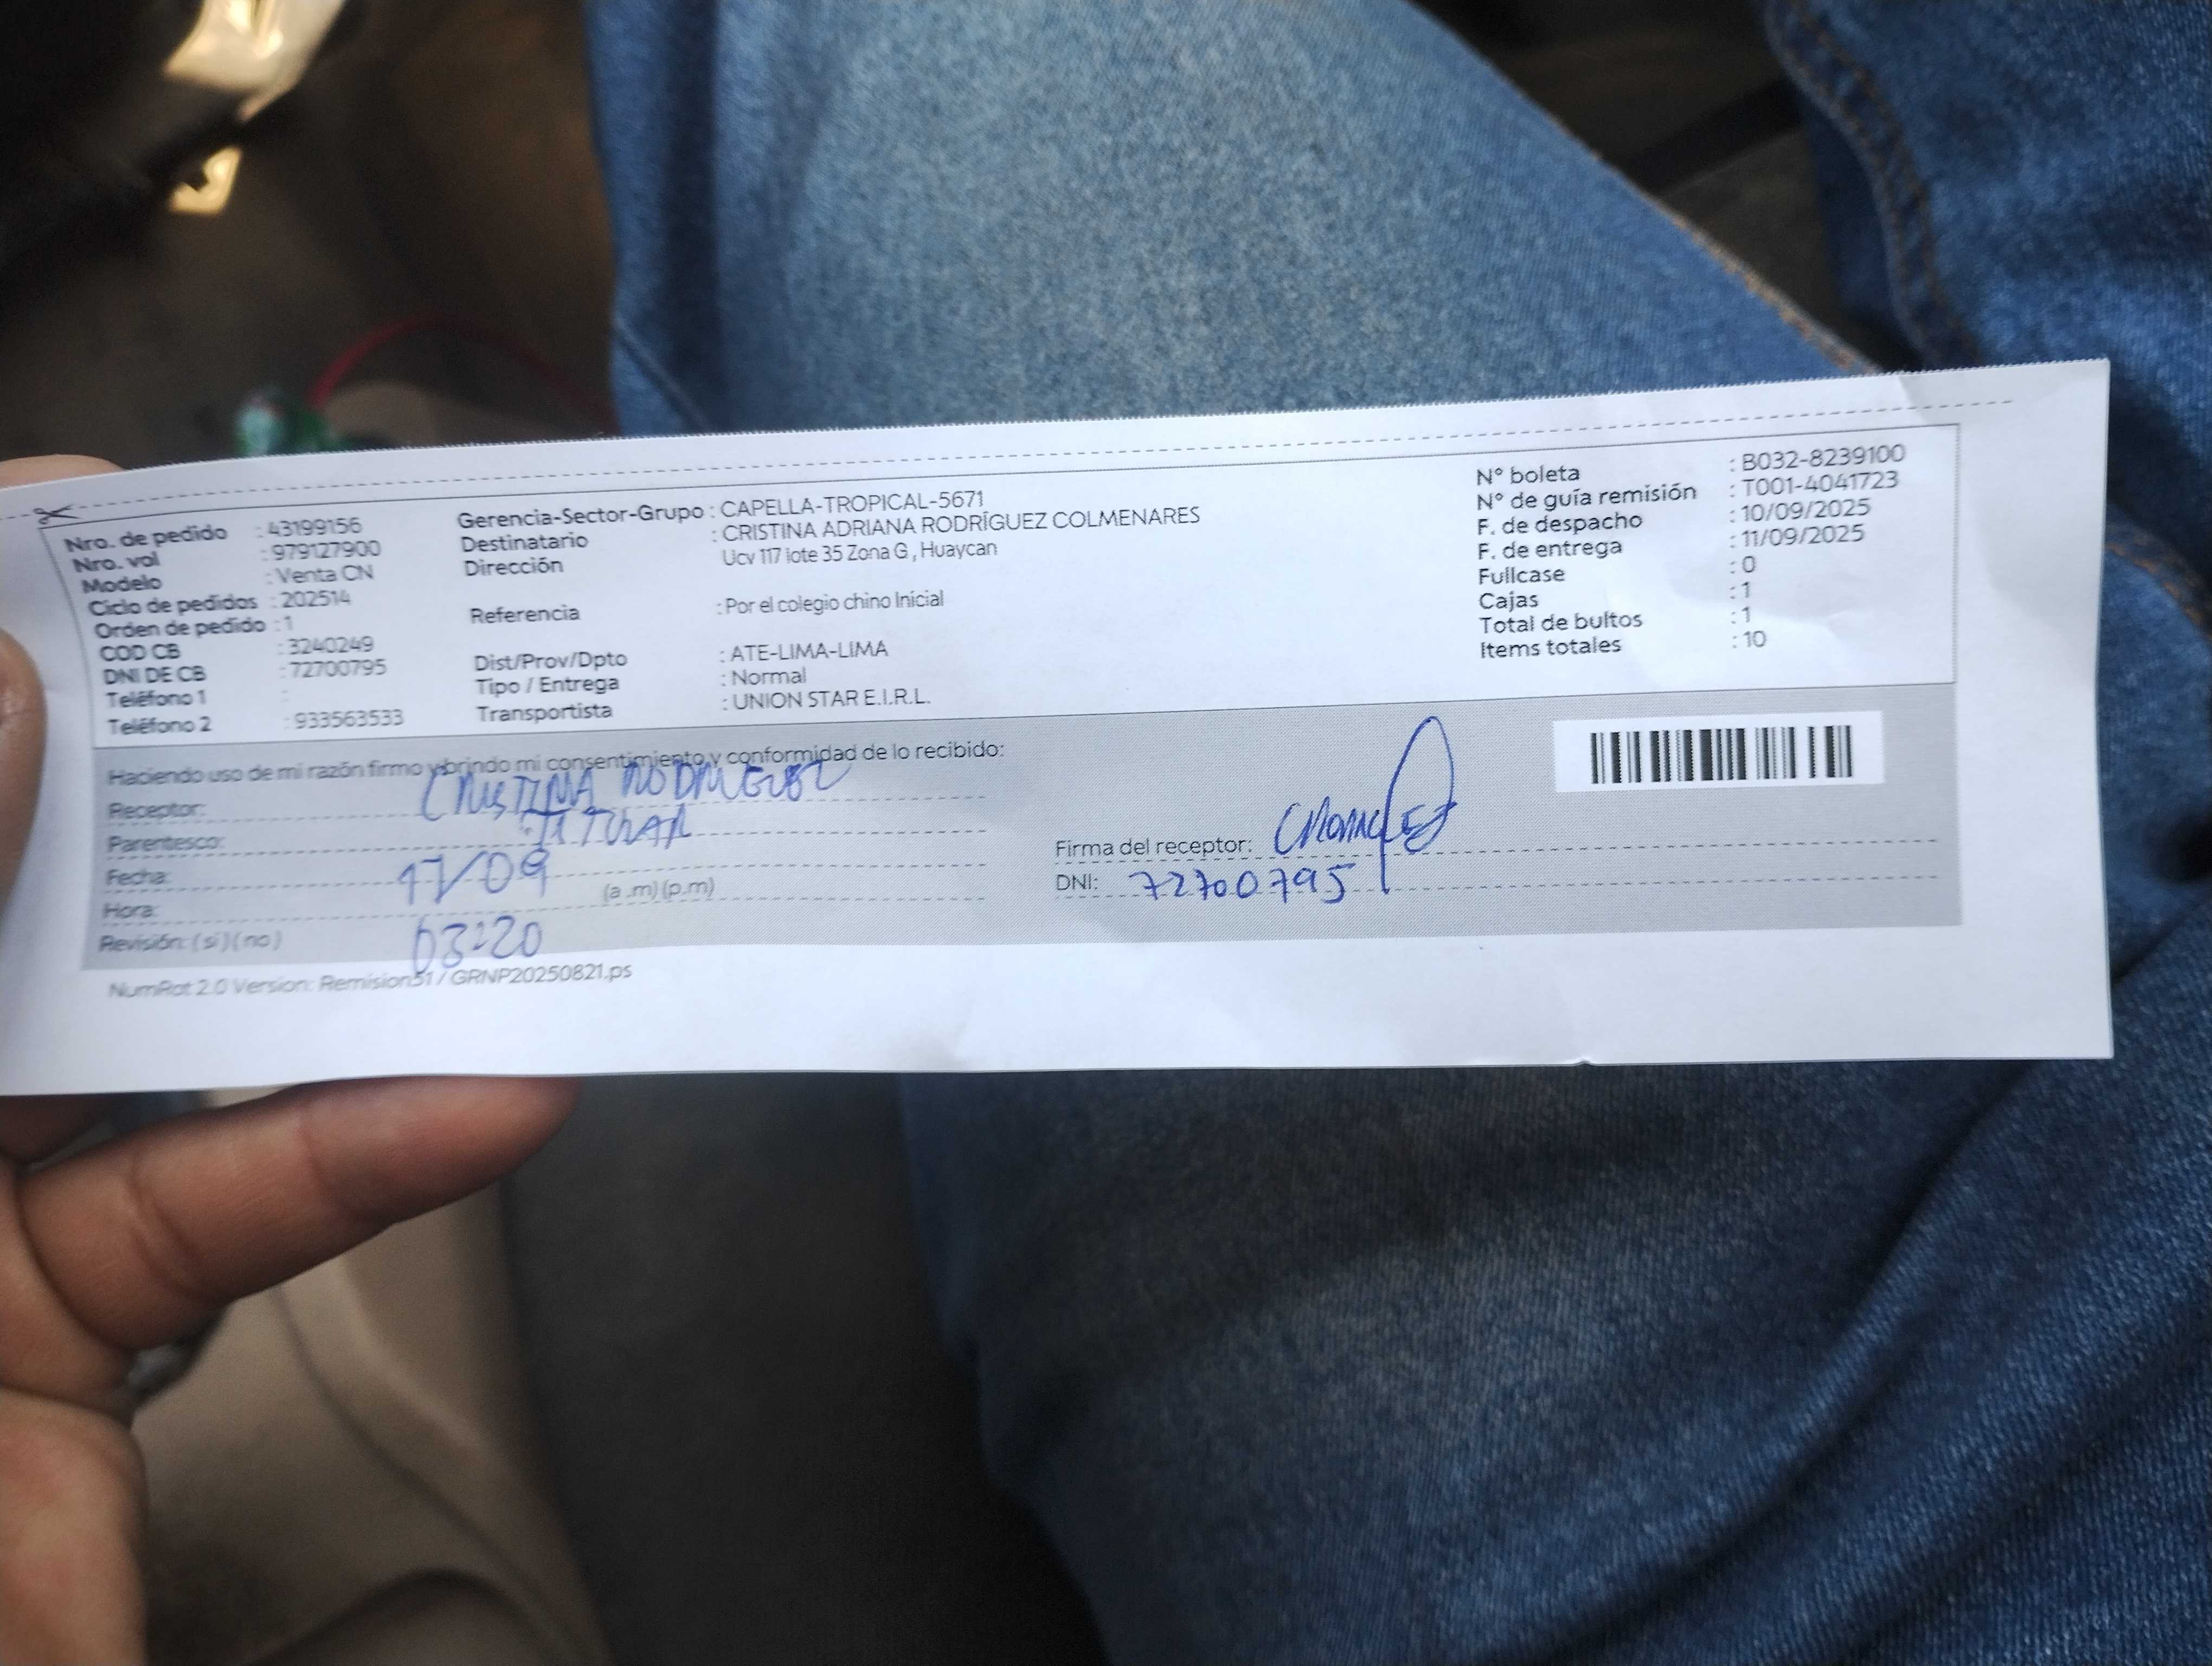 Nro. de pedido : 43199156
Nro. vol : 979127900
Modelo : Venta CN
Ciclo de pedidos : 202514
Orden de pedido : 1
COD CB : 3240249
DNI DE CB : 72700795
Teléfono 1 :
Teléfono 2 : 933563533
Gerencia-Sector-Grupo : CAPELLA-TROPICAL-5671
Destinatario : CRISTINA ADRIANA RODRÍGUEZ COLMENARES
Dirección Ucv 117 lote 35 Zona G , Huaycan
Referencia : Por el colegio chino Inicial
Dist/Prov/Dpto : ATE-LIMA-LIMA
Tipo / Entrega : Normal
Transportista : UNION STAR E.I.R.L.
N° boleta : B032-8239100
N° de guía remisión : T001-4041723
F. de despacho : 10/09/2025
F. de entrega : 11/09/2025
Fullcase : 0
Cajas : 1
Total de bultos : 1
Items totales : 10
Haciendo uso de mi razón firmo y brindo mi consentimiento y conformidad de lo recibido:
Receptor: CRISTINA RODRIGUEZ
Parentesco: TITULAR
Fecha: 11/09
Hora: (a .m) (p.m)
Revisión: ( si ) ( no ) 03:20
Firma del receptor:
DNI: 72700795
NumRot 2.0 Version: Remision51 / GRNP20250821.ps